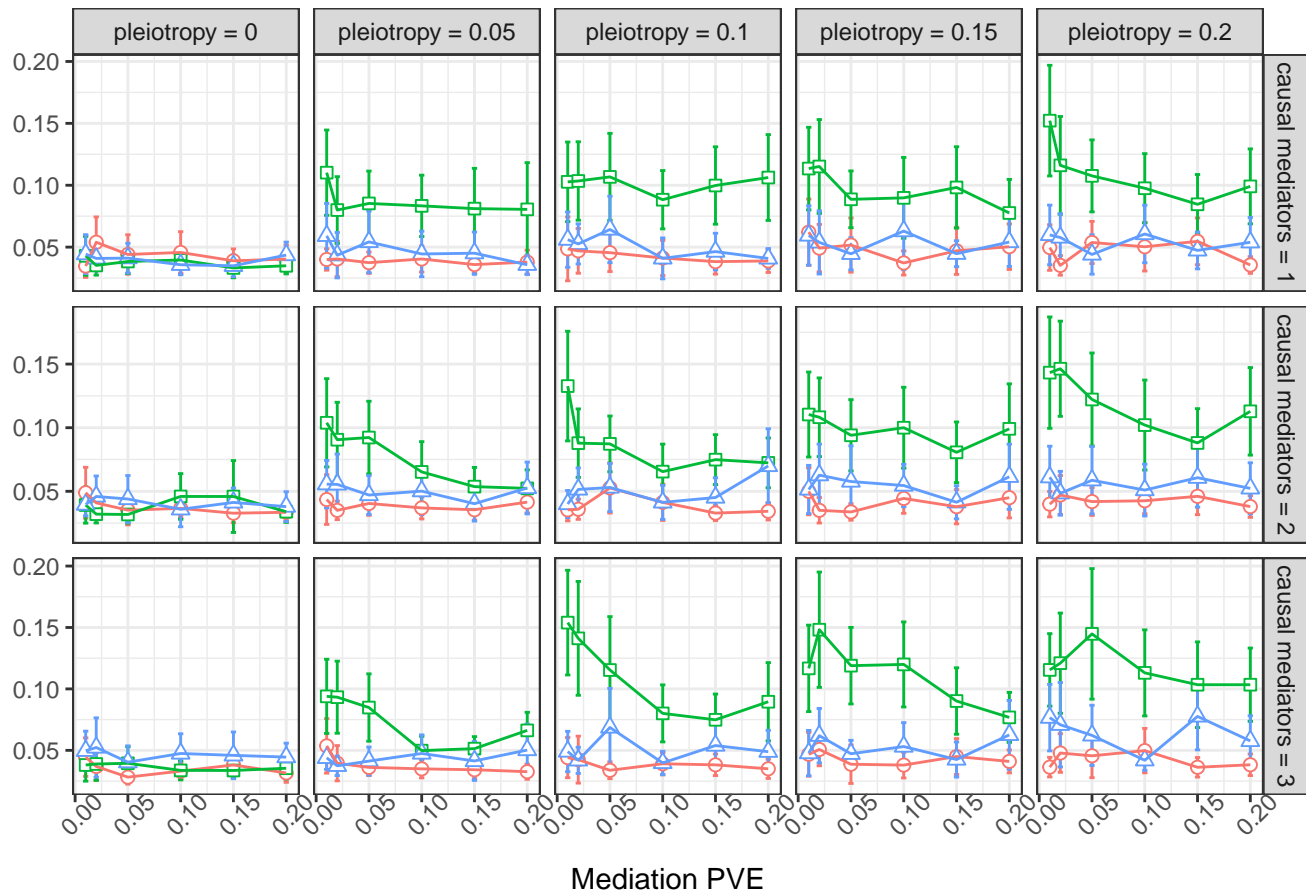 pleiotropy = 0
pleiotropy = 0.05
pleiotropy = 0.1
pleiotropy = 0.15
pleiotropy = 0.2
0.20
0.15
0.10
0.05
causal mediators = 1
0.15
0.10
0.05
causal mediators = 2
0.20
0.15
0.10
0.05
causal mediators = 3
0.00 0.05 0.10 0.15 0.20
0.00 0.05 0.10 0.15 0.20
0.00 0.05 0.10 0.15 0.20
0.00 0.05 0.10 0.15 0.20
0.00 0.05 0.10 0.15 0.20
Mediation PVE